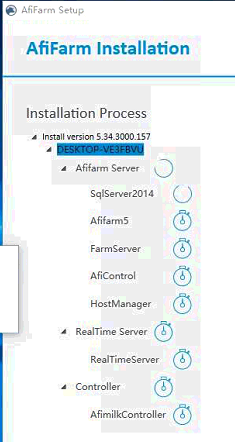 AfiFarm Setup
AfiFarm Installation
Installation Process
Install version 5.34.3000.157
DESKTOP-VE3FBVU
Afifarm Server
SqlServer2014
Afifarm5
FarmServer
AfiControl
HostManager
RealTime Server
RealTimeServer
Controller
AfimilkController